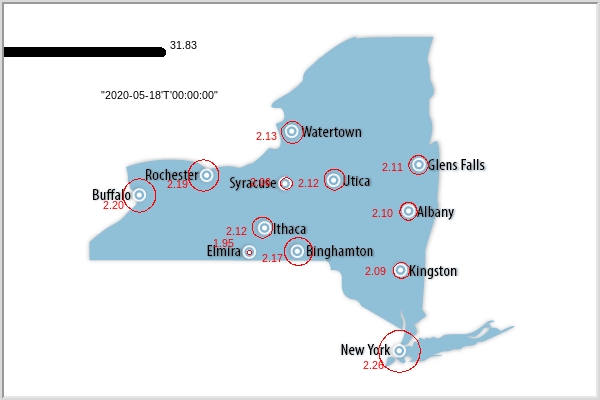 31.83
"2020-05-18'T'00:00:00"
2.13 Watertown
2.11 Glens Falls
Rochester
2.19
Syracuse
2.12 Utica
Buffalo
2.20
2.10 Albany
2.12 Ithaca
1.95
Elmira
2.17 Binghamton
2.09 Kingston
New York
2.26